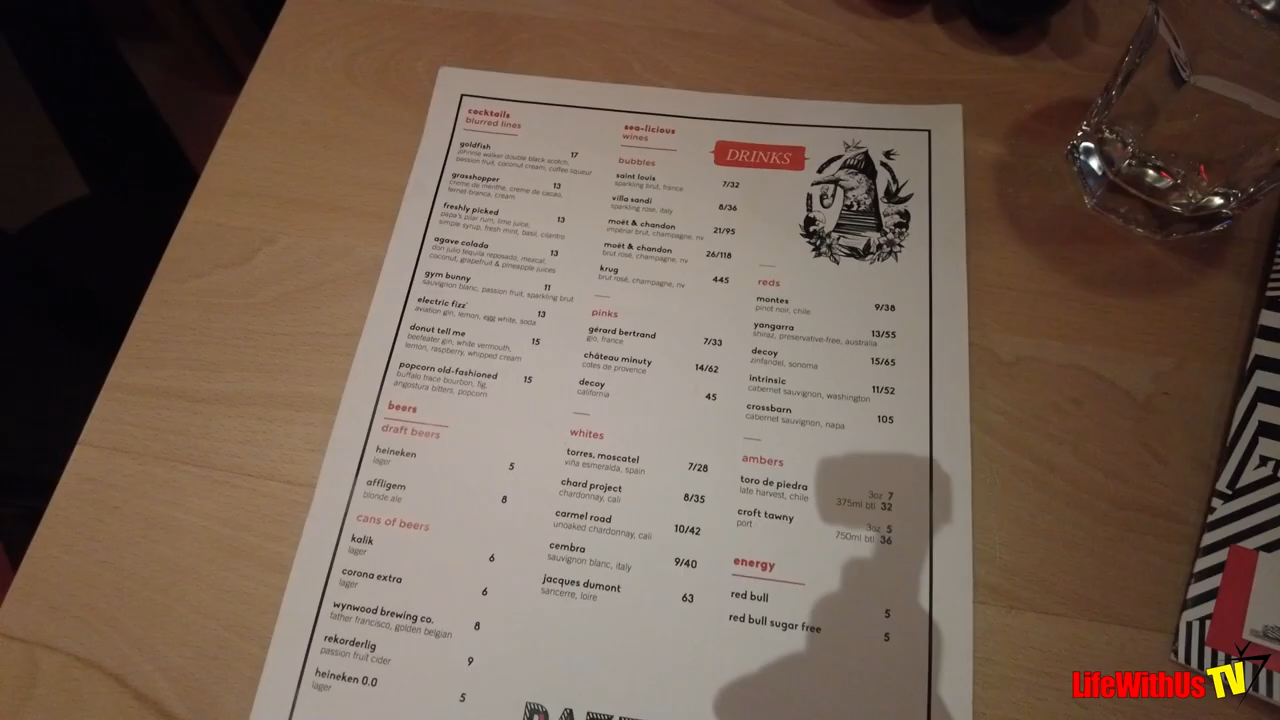 cocktails
blurred lines
goldfish 17
johnnie walker double black scotch,
passion fruit, coconut cream, coffee liqueur
grasshopper 13
creme de menthe, creme de cacao,
fernet-branca, cream
freshly picked 13
papa's pilar rum, lime juice,
simple syrup, fresh mint, basil, cilantro
agave colada 13
don julio tequila reposado, mezcal,
coconut, grapefruit & pineapple juices
gym bunny 11
sauvignon blanc, passion fruit, sparkling brut
electric fizz' 13
aviation gin, lemon, egg white, soda
donut tell me 15
beefeater gin, white vermouth,
lemon, raspberry, whipped cream
popcorn old-fashioned 15
buffalo trace bourbon, fig,
angostura bitters, popcorn
beers
draft beers
heineken 5
lager
affligem 8
blonde ale
cans of beers
kalik 6
lager
corona extra 6
lager
wynwood brewing co. 8
father francisco, golden belgian
rekorderlig 9
passion fruit cider
heineken 0.0 5
lager
sea-licious
wines
bubbles
saint louis 7/32
sparkling brut, france
villa sandi 8/36
sparkling rose, italy
moët & chandon 21/95
impérial brut, champagne, nv
moët & chandon 26/118
brut rosé, champagne, nv
krug 445
brut rosé, champagne, nv
pinks
gérard bertrand 7/33
gio, france
château minuty 14/62
cotes de provence
decoy 45
california
whites
torres, moscatel 7/28
viña esmeralda, spain
chard project 8/35
chardonnay, cali
carmel road 10/42
unoaked chardonnay, cali
cembra 9/40
sauvignon blanc, italy
jacques dumont 63
sancerre, loire
DRINKS
reds
montes 9/38
pinot noir, chile
yangarra 13/55
shiraz, preservative-free, australia
decoy 15/65
zinfandel, sonoma
intrinsic 11/52
cabernet sauvignon, washington
crossbarn 105
cabernet sauvignon, napa
ambers
toro de piedra 3oz 7
late harvest, chile 375ml btl 32
croft tawny 3oz 5
port 750ml btl 36
energy
red bull 5
red bull sugar free 5
LifeWithUs TV